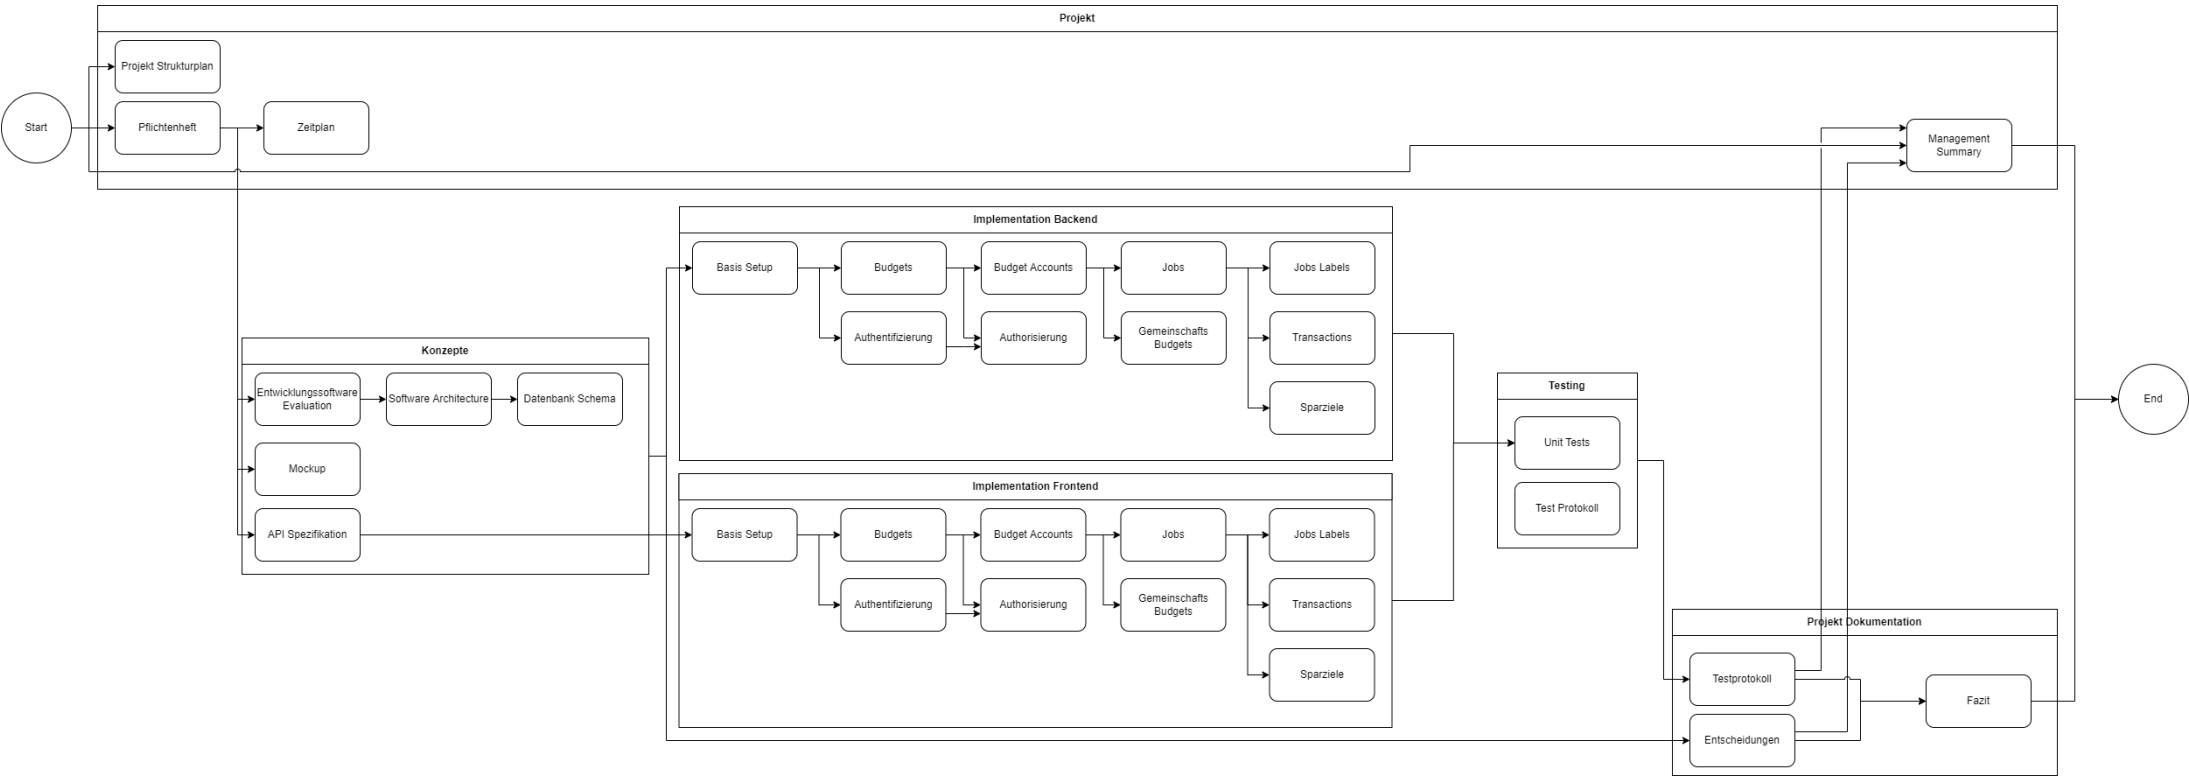 Projekt
Projekt Strukturplan
Start
Pflichtenheft
Zeitplan
Management
Summary
Implementation Backend
Basis Setup
Budgets
Budget Accounts
Jobs
Jobs Labels
Authentifizierung
Authorisierung
Gemeinschafts
Budgets
Transactions
Sparziele
Konzepte
Entwicklungssoftware
Evaluation
Software Architecture
Datenbank Schema
Mockup
API Spezifikation
Implementation Frontend
Basis Setup
Budgets
Budget Accounts
Jobs
Jobs Labels
Authentifizierung
Authorisierung
Gemeinschafts
Budgets
Transactions
Sparziele
Testing
Unit Tests
Test Protokoll
End
Projekt Dokumentation
Testprotokoll
Fazit
Entscheidungen